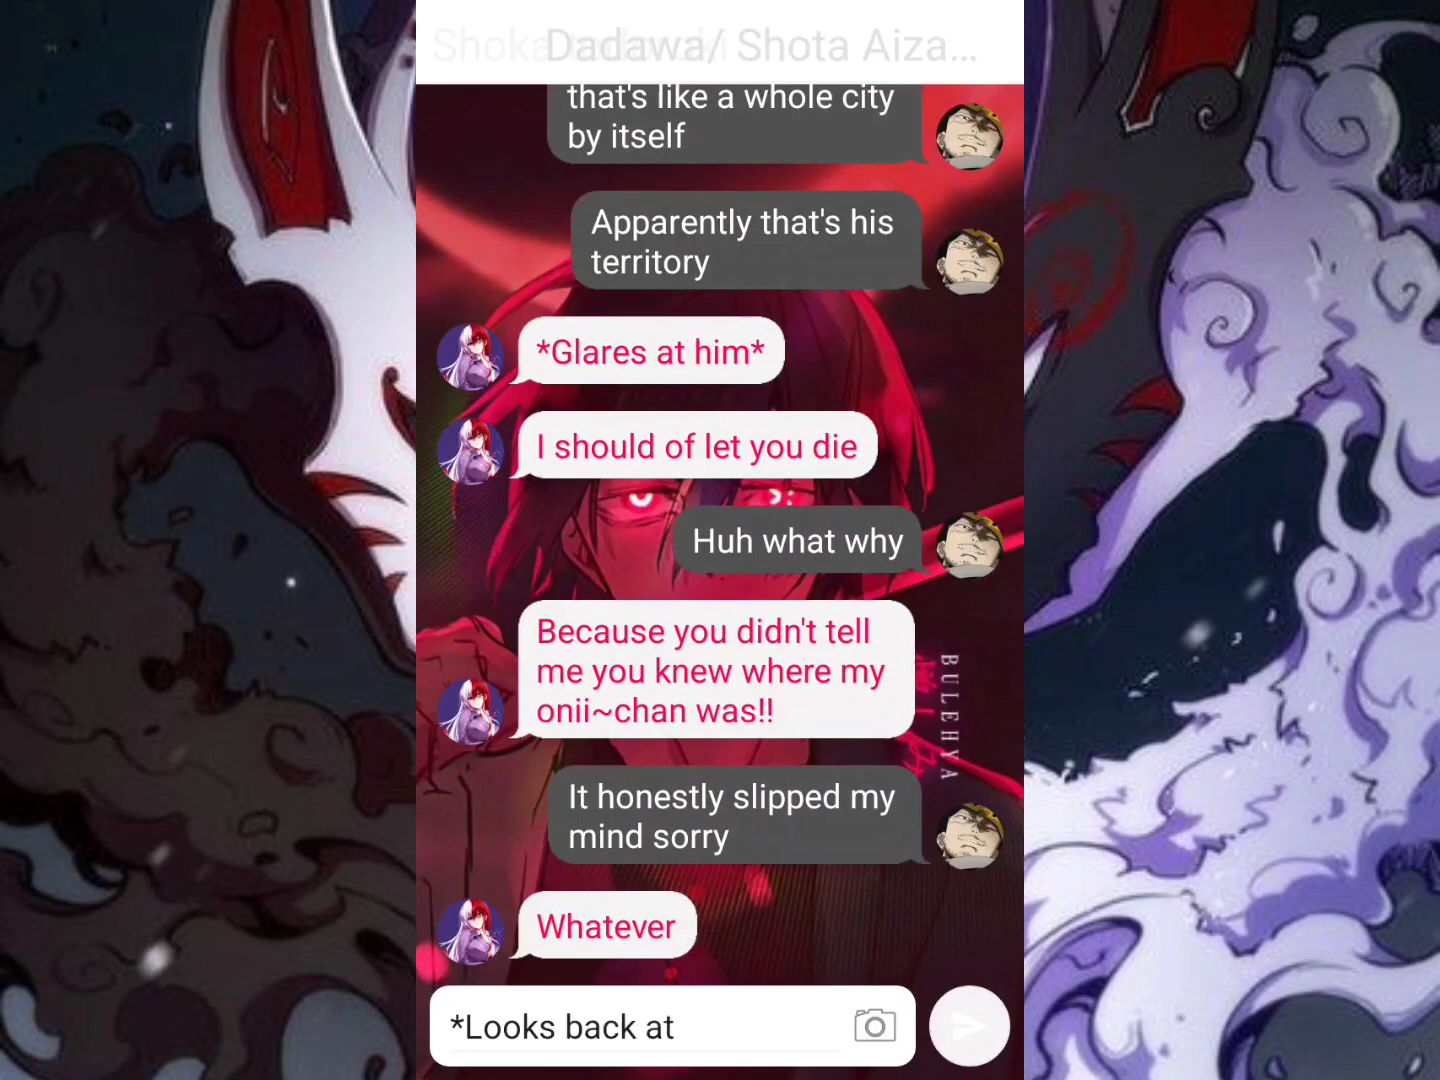 Dadawa/ Shota Aiza...
that's like a whole city
by itself
Apparently that's his
territory
*Glares at him*
I should of let you die
Huh what why
Because you didn't tell
me you knew where my
onii~chan was!!
BULEHYA
It honestly slipped my
mind sorry
Whatever
*Looks back at